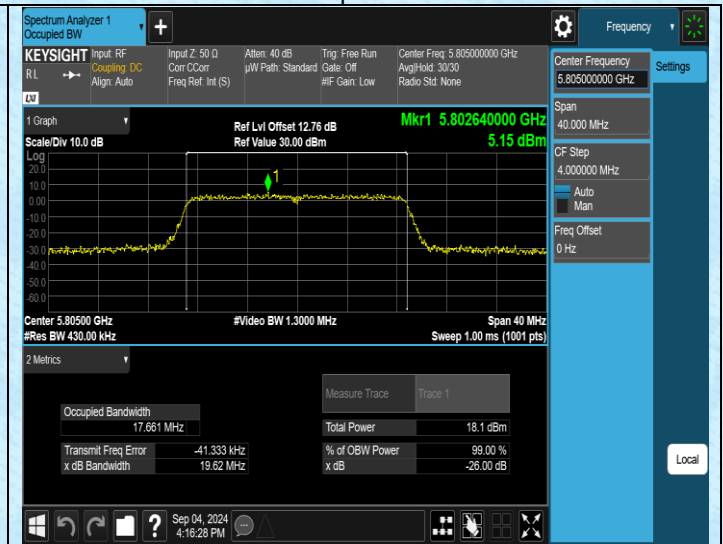 Spectrum Analyzer 1
Occupied BW
Frequency
KEYSIGHT
RL
LXI
Input: RF
Coupling: DC
Align: Auto
Input Z: 50 Ω
Corr CCorr
Freq Ref: Int (S)
Atten: 40 dB
µW Path: Standard
Trig: Free Run
Gate: Off
#IF Gain: Low
Center Freq: 5.805000000 GHz
Avg|Hold: 30/30
Radio Std: None
Center Frequency
5.805000000 GHz
Settings
Span
40.000 MHz
CF Step
4.000000 MHz
Auto
Man
Freq Offset
0 Hz
1 Graph
Scale/Div 10.0 dB
Ref Lvl Offset 12.76 dB
Ref Value 30.00 dBm
Mkr1 5.802640000 GHz
5.15 dBm
Log
20.0
10.0
0.00
-10.0
-20.0
-30.0
-40.0
-50.0
-60.0
1
Center 5.80500 GHz
#Res BW 430.00 kHz
#Video BW 1.3000 MHz
Span 40 MHz
Sweep 1.00 ms (1001 pts)
2 Metrics
Measure Trace
Trace 1
Occupied Bandwidth
17.661 MHz
Total Power
18.1 dBm
Transmit Freq Error
-41.333 kHz
% of OBW Power
99.00 %
x dB Bandwidth
19.62 MHz
x dB
-26.00 dB
Local
?
Sep 04, 2024
4:16:28 PM